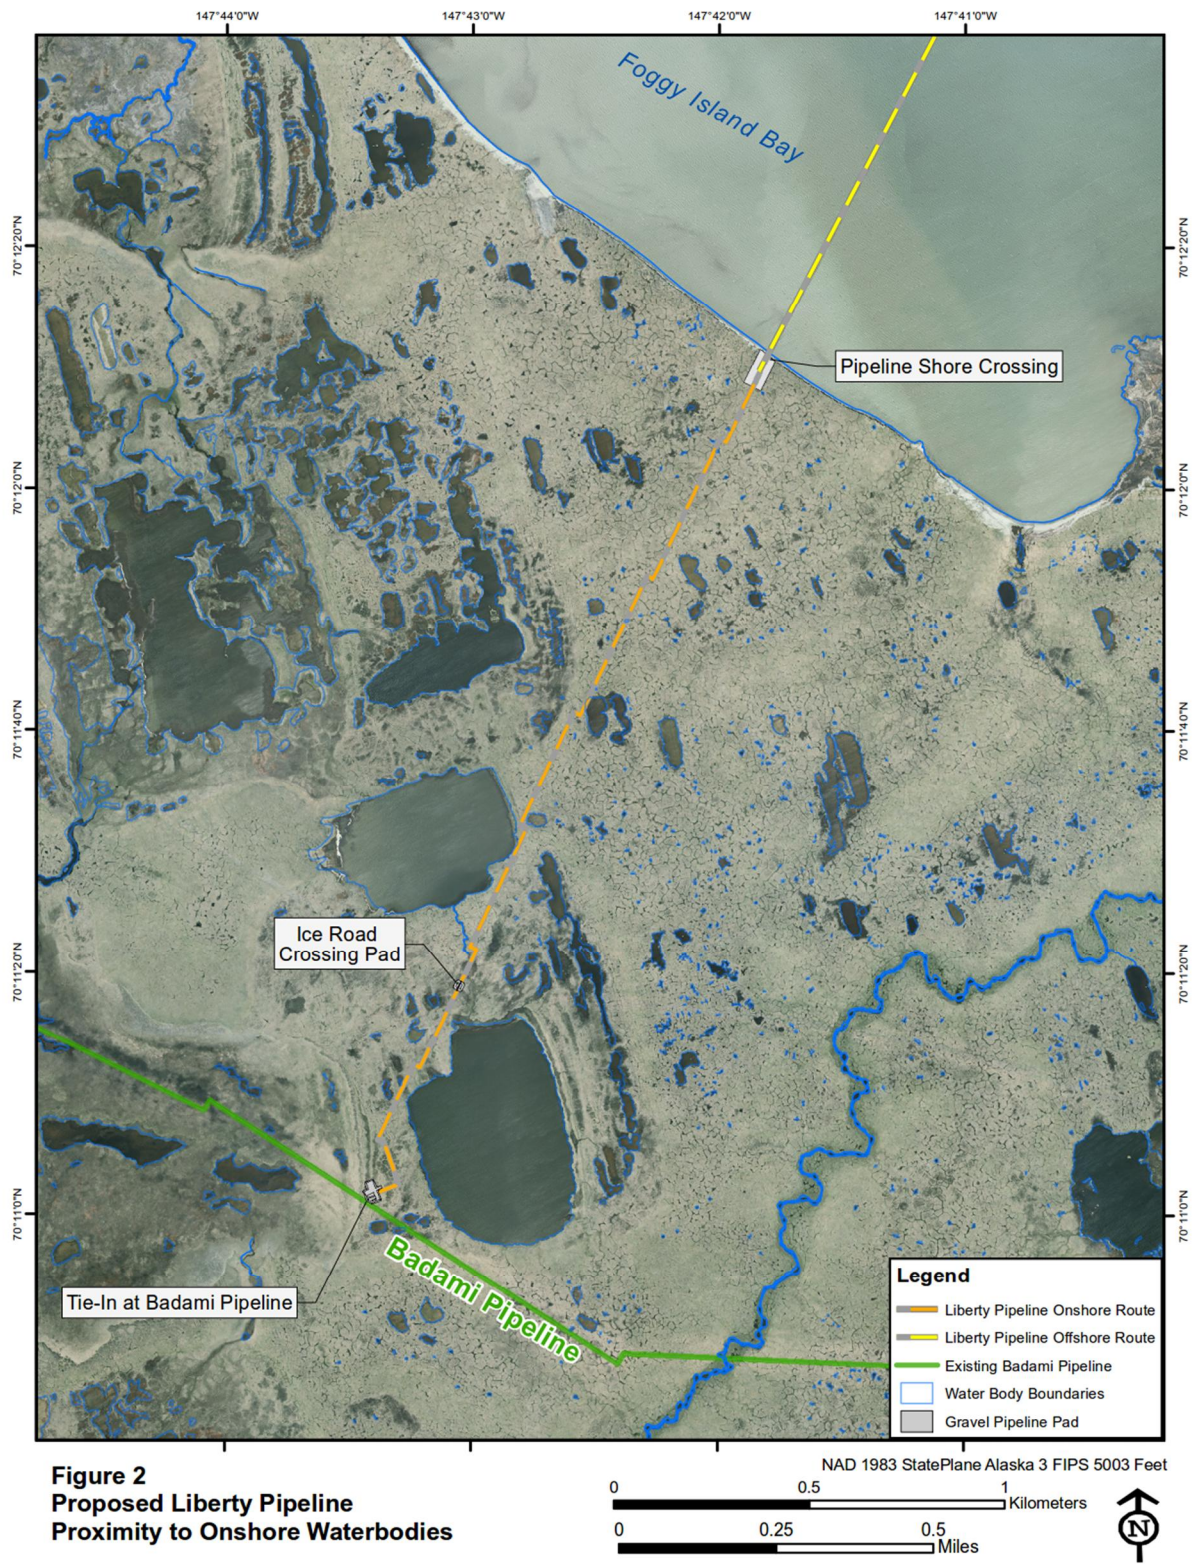 147°44'0"W
147°43'0"W
147°42'0"W
147°41'0"W
Foggy Island Bay
70°12'20"N
70°12'20"N
Pipeline Shore Crossing
70°12'0"N
70°12'0"N
70°11'40"N
70°11'40"N
Ice Road
Crossing Pad
70°11'20"N
70°11'20"N
70°11'0"N
70°11'0"N
Badami Pipeline
Tie-In at Badami Pipeline
Legend
Liberty Pipeline Onshore Route
Liberty Pipeline Offshore Route
Existing Badami Pipeline
Water Body Boundaries
Gravel Pipeline Pad
Figure 2
Proposed Liberty Pipeline
Proximity to Onshore Waterbodies
NAD 1983 StatePlane Alaska 3 FIPS 5003 Feet
0 0.5 1
Kilometers
0 0.25 0.5
Miles
N